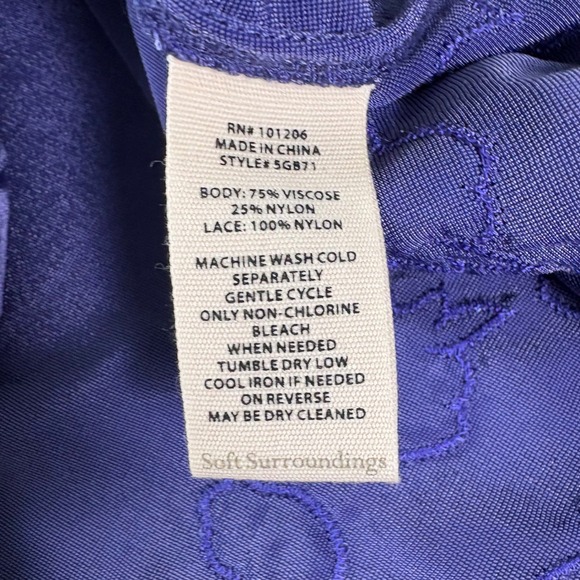 RN# 101206
MADE IN CHINA
STYLE# 5GB71
BODY: 75% VISCOSE
25% NYLON
LACE: 100% NYLON
MACHINE WASH COLD
SEPARATELY
GENTLE CYCLE
ONLY NON-CHLORINE
BLEACH
WHEN NEEDED
TUMBLE DRY LOW
COOL IRON IF NEEDED
ON REVERSE
MAY BE DRY CLEANED
Soft Surroundings